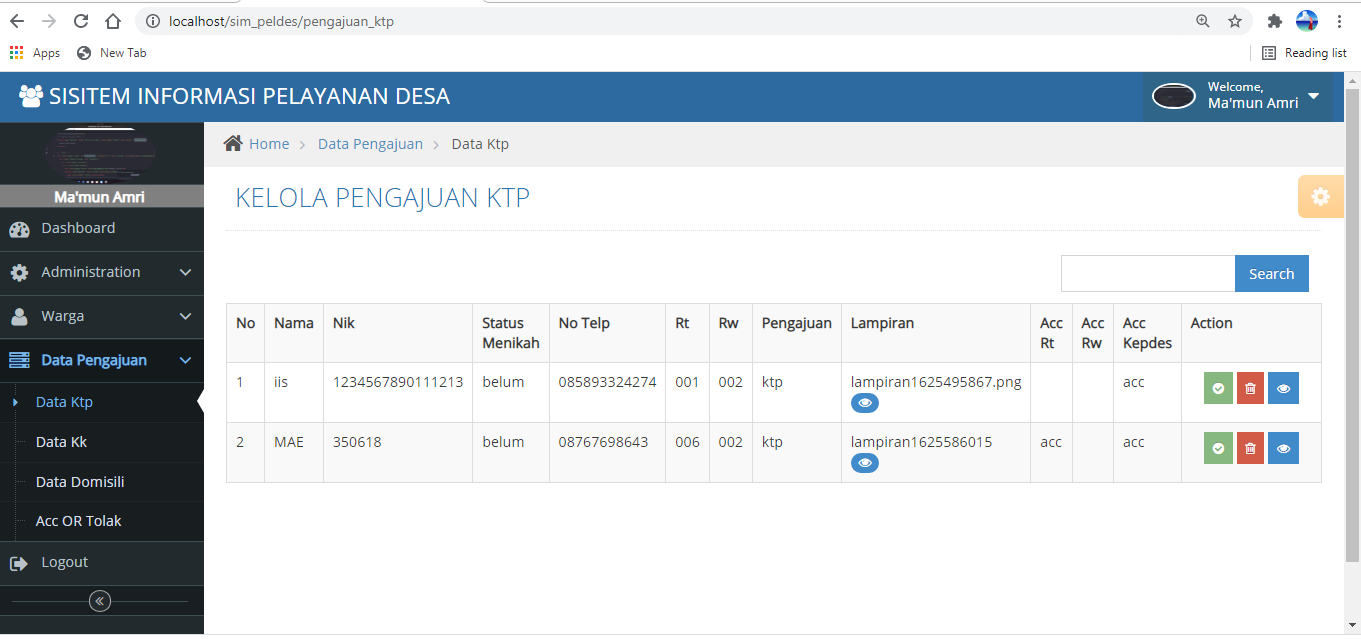 localhost/sim_peldes/pengajuan_ktp
Apps New Tab Reading list
SISITEM INFORMASI PELAYANAN DESA
Welcome,
Ma'mun Amri
Ma'mun Amri
Dashboard
Administration
Warga
Data Pengajuan
Data Ktp
Data Kk
Data Domisili
Acc OR Tolak
Logout
Home > Data Pengajuan > Data Ktp
KELOLA PENGAJUAN KTP
Search
No Nama Nik Status Menikah No Telp Rt Rw Pengajuan Lampiran Acc Rt Acc Rw Acc Kepdes Action
1 iis 1234567890111213 belum 085893324274 001 002 ktp lampiran1625495867.png acc
2 MAE 350618 belum 08767698643 006 002 ktp lampiran1625586015 acc acc